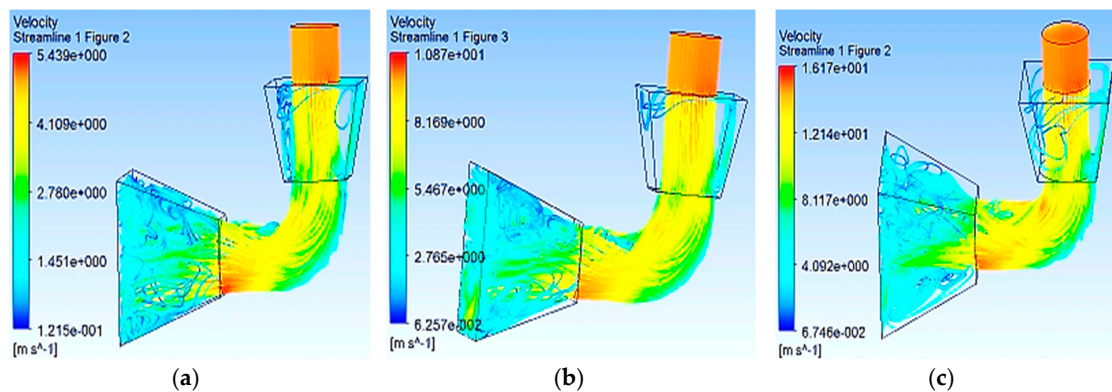 Velocity
Streamline 1 Figure 2
5.439e+000
4.109e+000
2.780e+000
1.451e+000
1.215e-001
[m s^-1]
(a)
Velocity
Streamline 1 Figure 3
1.087e+001
8.169e+000
5.467e+000
2.765e+000
6.257e-002
[m s^-1]
(b)
Velocity
Streamline 1 Figure 2
1.617e+001
1.214e+001
8.117e+000
4.092e+000
6.746e-002
[m s^-1]
(c)